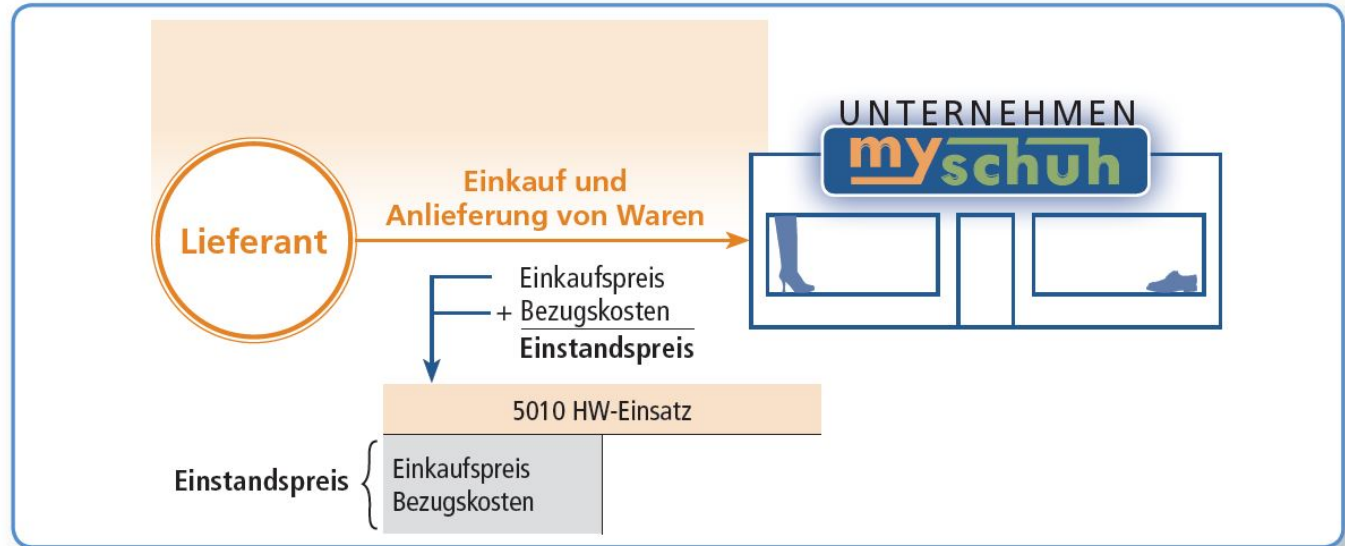 UNTERNEHMEN
myschuh
Einkauf und
Anlieferung von Waren
Lieferant
Einkaufspreis
+ Bezugskosten
Einstandspreis
5010 HW-Einsatz
Einstandspreis
Einkaufspreis
Bezugskosten